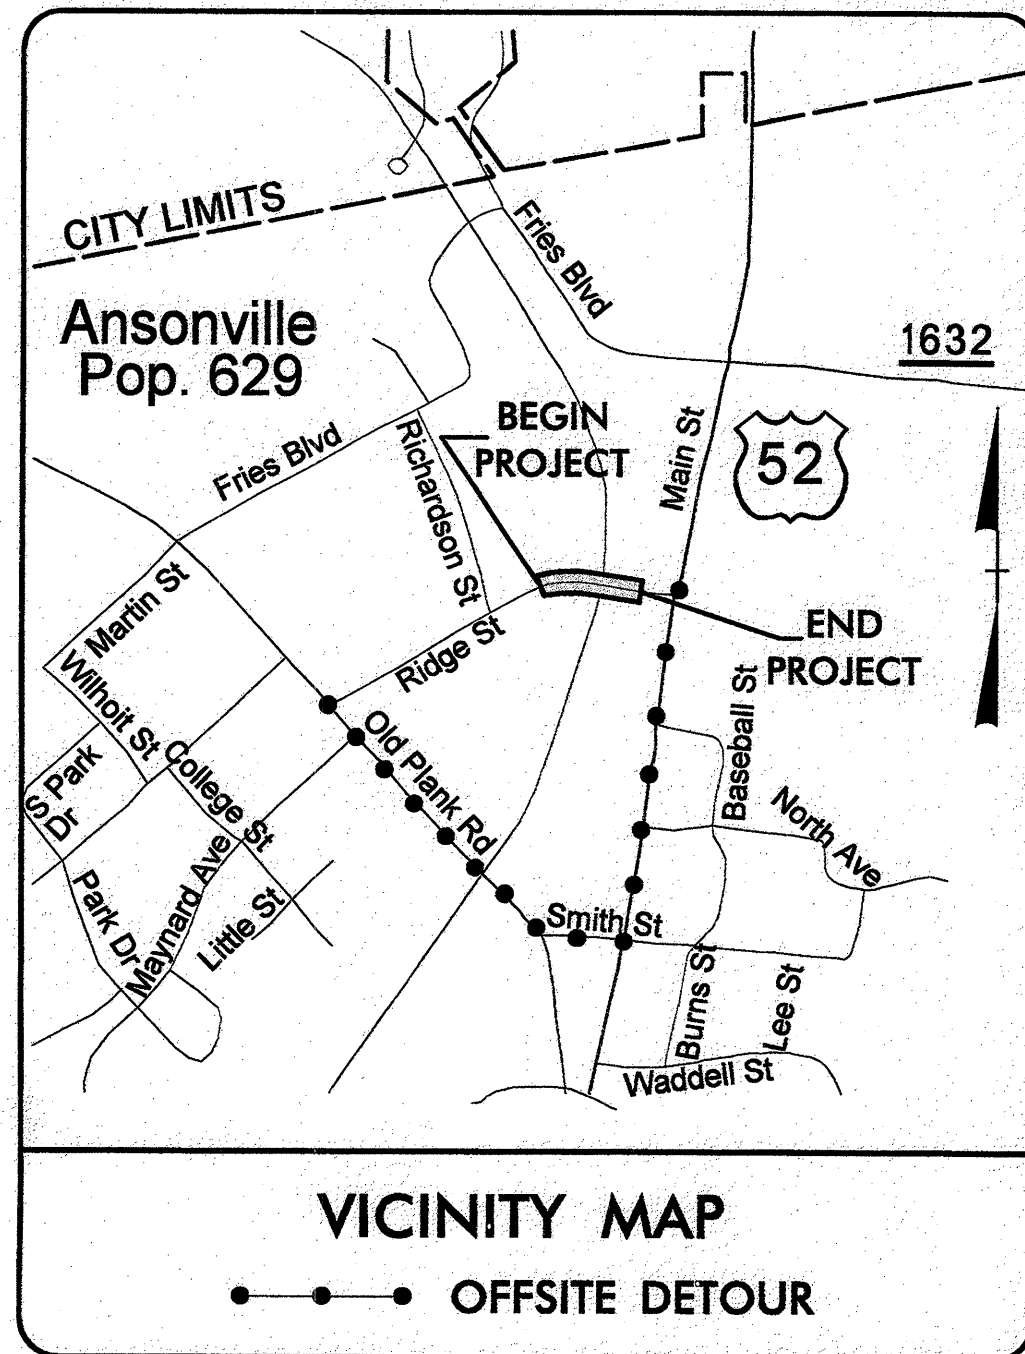 CITY LIMITS
Fries Blvd
Ansonville
Pop. 629
1632
BEGIN
PROJECT
Main St
52
Fries Blvd
Richardson St
Martin St
Ridge St
END
PROJECT
Wilhoit St
College St
Old Plank Rd
Baseball St
S Park
Dr
North Ave
Park Dr
Maynard Ave
Little St
Smith St
Burns St
Lee St
Waddell St
VICINITY MAP
OFFSITE DETOUR